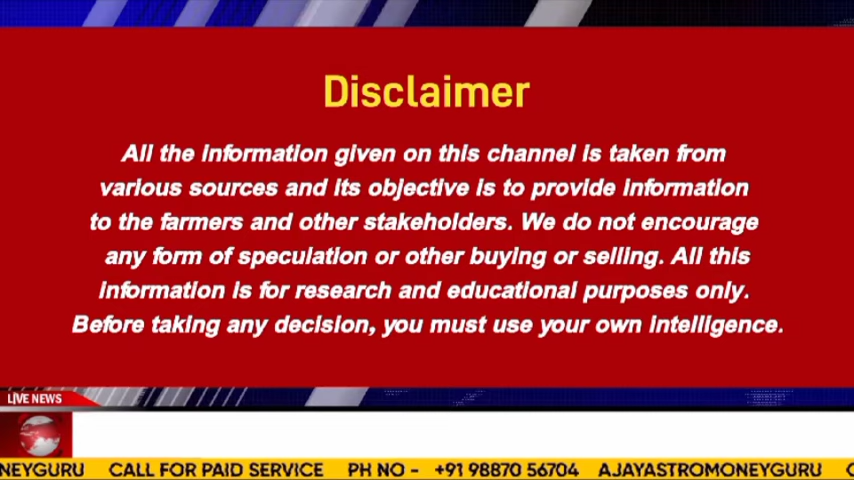 Disclaimer
All the information given on this channel is taken from
various sources and its objective is to provide information
to the farmers and other stakeholders. We do not encourage
any form of speculation or other buying or selling. All this
information is for research and educational purposes only.
Before taking any decision, you must use your own intelligence.
LIVE NEWS
NEYGURU CALL FOR PAID SERVICE PH NO - +91 98870 56704 AJAYASTROMONEYGURU